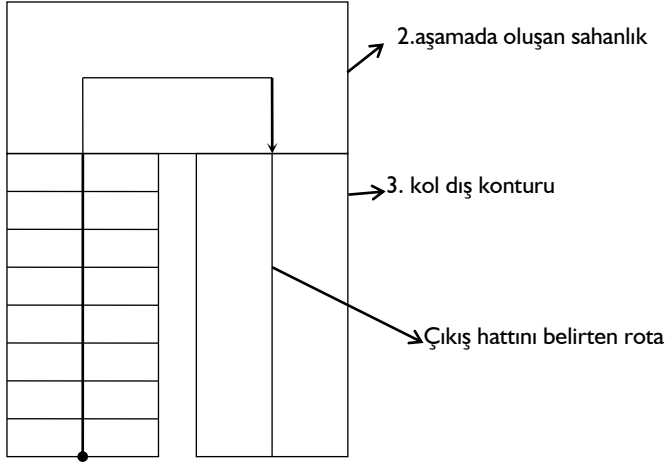 2.aşamada oluşan sahanlık
3. kol dış konturu
Çıkış hattını belirten rota